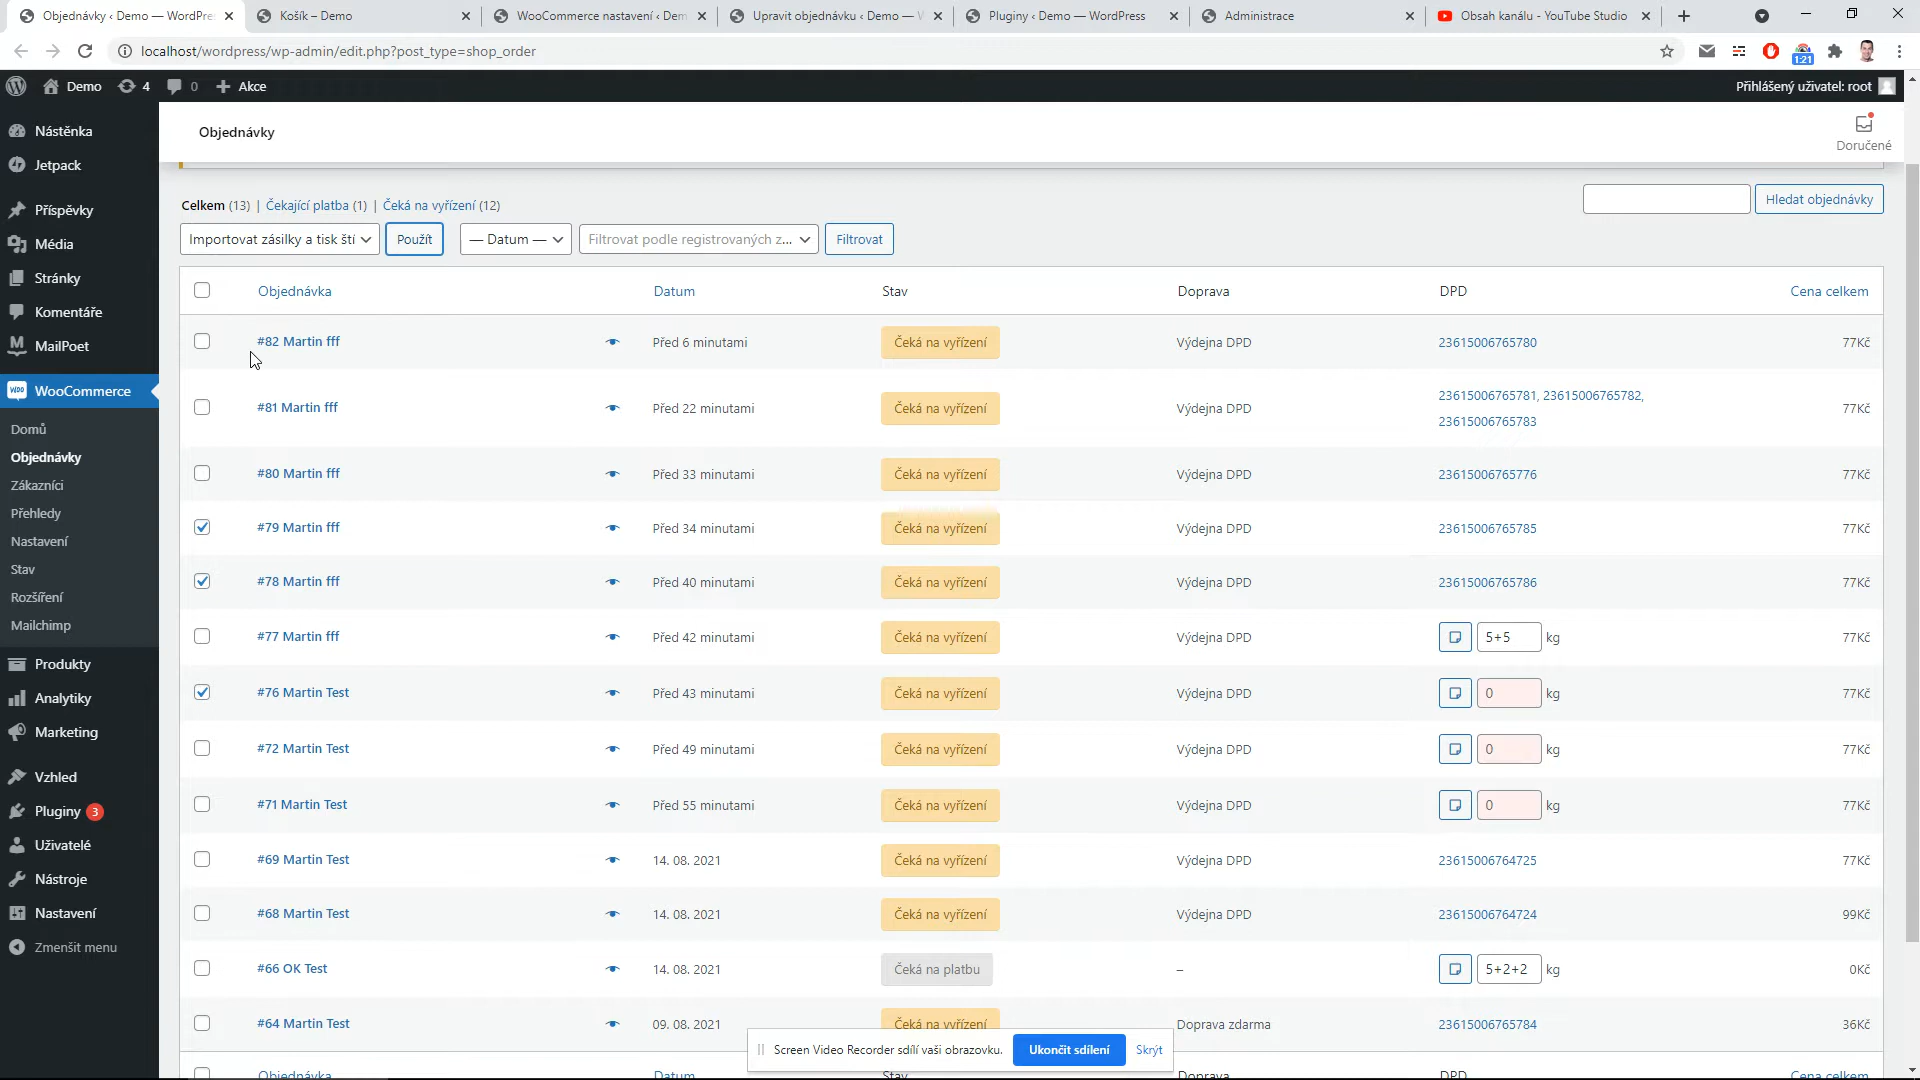 Objednávky ‹ Demo — WordPre
Košík – Demo
WooCommerce nastavení ‹ Dem
Upravit objednávku ‹ Demo — W
Pluginy ‹ Demo — WordPress
Administrace
Obsah kanálu - YouTube Studio
localhost/wordpress/wp-admin/edit.php?post_type=shop_order
1:21
Demo
4
0
Akce
Přihlášený uživatel: root
Nástěnka
Jetpack
Příspěvky
Média
Stránky
Komentáře
MailPoet
WooCommerce
Domů
Objednávky
Zákazníci
Přehledy
Nastavení
Stav
Rozšíření
Mailchimp
Produkty
Analytiky
Marketing
Vzhled
Pluginy 3
Uživatelé
Nástroje
Nastavení
Zmenšit menu
Objednávky
Doručené
Celkem (13) | Čekající platba (1) | Čeká na vyřízení (12)
Hledat objednávky
Importovat zásilky a tisk ští
Použít
— Datum —
Filtrovat podle registrovaných z...
Filtrovat
Objednávka Datum Stav Doprava DPD Cena celkem
#82 Martin fff Před 6 minutami Čeká na vyřízení Výdejna DPD 23615006765780 77Kč
#81 Martin fff Před 22 minutami Čeká na vyřízení Výdejna DPD 23615006765781, 23615006765782, 77Kč
23615006765783
#80 Martin fff Před 33 minutami Čeká na vyřízení Výdejna DPD 23615006765776 77Kč
#79 Martin fff Před 34 minutami Čeká na vyřízení Výdejna DPD 23615006765785 77Kč
#78 Martin fff Před 40 minutami Čeká na vyřízení Výdejna DPD 23615006765786 77Kč
#77 Martin fff Před 42 minutami Čeká na vyřízení Výdejna DPD 5+5 kg 77Kč
#76 Martin Test Před 43 minutami Čeká na vyřízení Výdejna DPD 0 kg 77Kč
#72 Martin Test Před 49 minutami Čeká na vyřízení Výdejna DPD 0 kg 77Kč
#71 Martin Test Před 55 minutami Čeká na vyřízení Výdejna DPD 0 kg 77Kč
#69 Martin Test 14. 08. 2021 Čeká na vyřízení Výdejna DPD 23615006764725 77Kč
#68 Martin Test 14. 08. 2021 Čeká na vyřízení Výdejna DPD 23615006764724 99Kč
#66 OK Test 14. 08. 2021 Čeká na platbu – 5+2+2 kg 0Kč
#64 Martin Test 09. 08. 2021 Čeká na vyřízení Doprava zdarma 23615006765784 36Kč
Screen Video Recorder sdílí vaši obrazovku. Ukončit sdílení Skrýt
Objednávka Datum Stav Doprava DPD Cena celkem